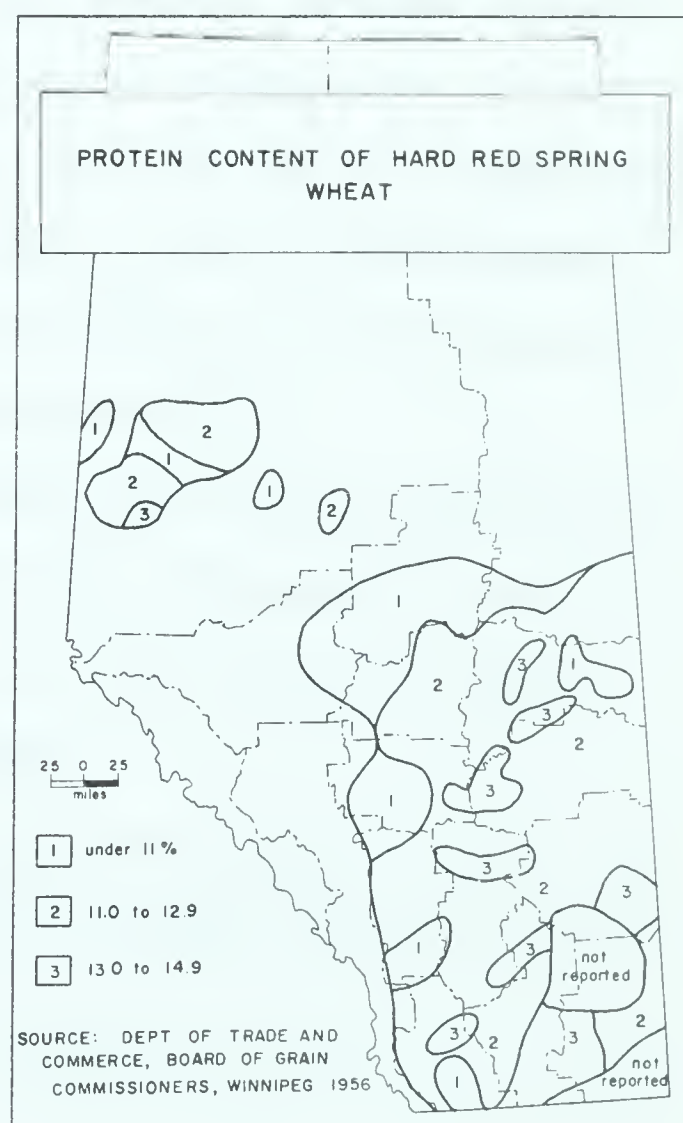 PROTEIN CONTENT OF HARD RED SPRING
WHEAT
1
2
1
2
3
1
2
1
3
1
2
3
2
25 0 25
miles
3
1
1 under 11%
3
2
3
2 11.0 to 12.9
3
1
not
reported
3 13.0 to 14.9
3
2
2
3
SOURCE: DEPT OF TRADE AND
COMMERCE, BOARD OF GRAIN
COMMISSIONERS, WINNIPEG 1956
1
not
reported